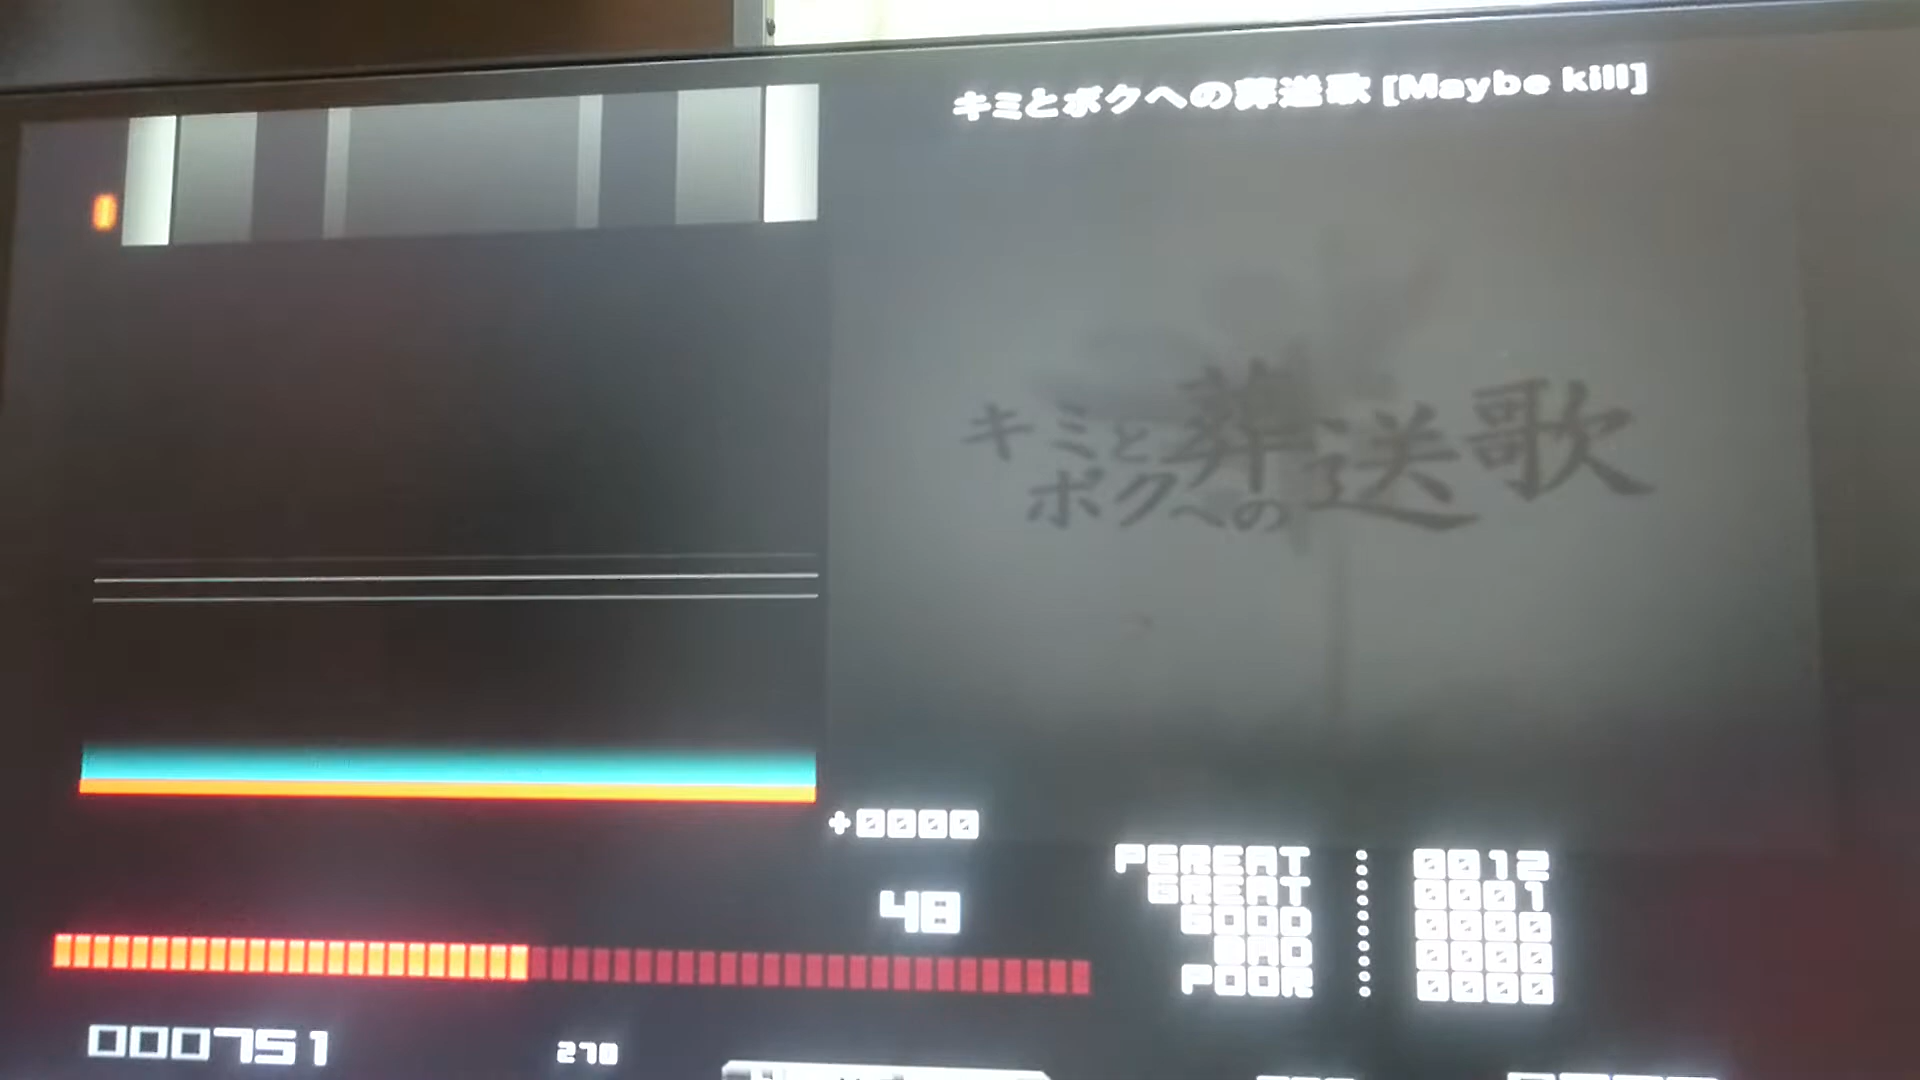 キミとボクへの葬送歌 [Maybe kill]
0
キミと
ボクへの
葬送歌
+0000
48
PGREAT : 0012
GREAT : 0001
GOOD : 0000
BAD : 0000
POOR : 0000
000751
270